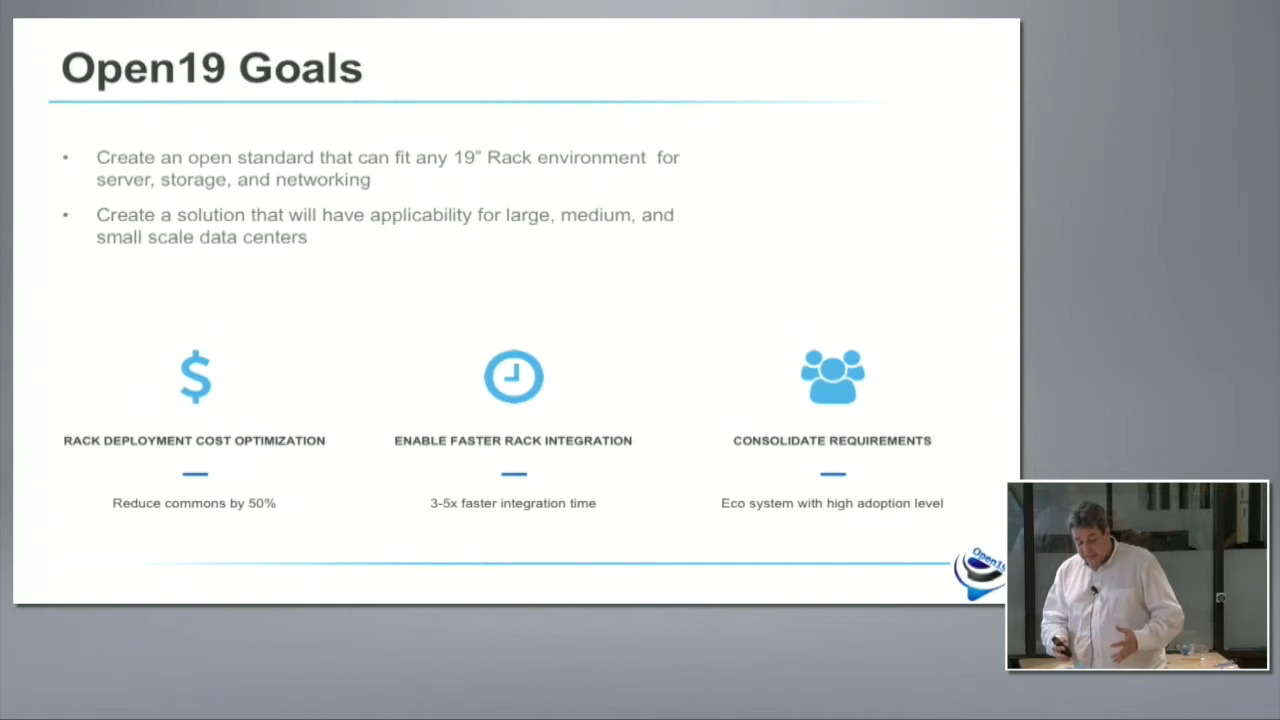 Open19 Goals
• Create an open standard that can fit any 19” Rack environment for
server, storage, and networking
• Create a solution that will have applicability for large, medium, and
small scale data centers
$
RACK DEPLOYMENT COST OPTIMIZATION
Reduce commons by 50%
ENABLE FASTER RACK INTEGRATION
3-5x faster integration time
CONSOLIDATE REQUIREMENTS
Eco system with high adoption level
Open19